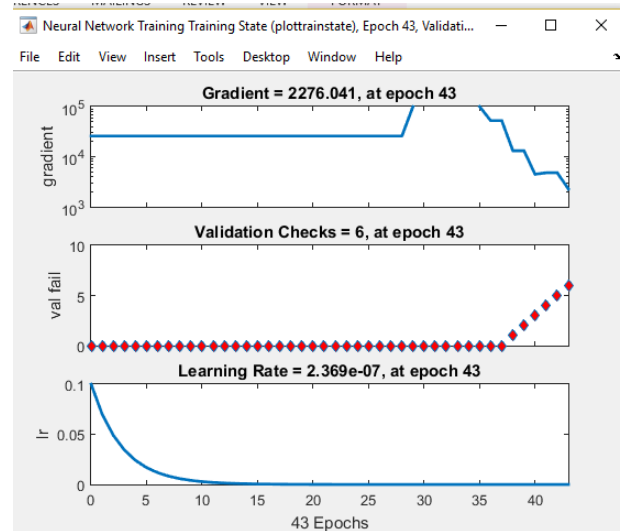 Neural Network Training Training State (plottrainstate), Epoch 43, Validati...
File Edit View Insert Tools Desktop Window Help
Gradient = 2276.041, at epoch 43
10^5
10^4
10^3
gradient
Validation Checks = 6, at epoch 43
10
5
0
val fail
Learning Rate = 2.369e-07, at epoch 43
0.1
0.05
0
lr
0 5 10 15 20 25 30 35 40
43 Epochs